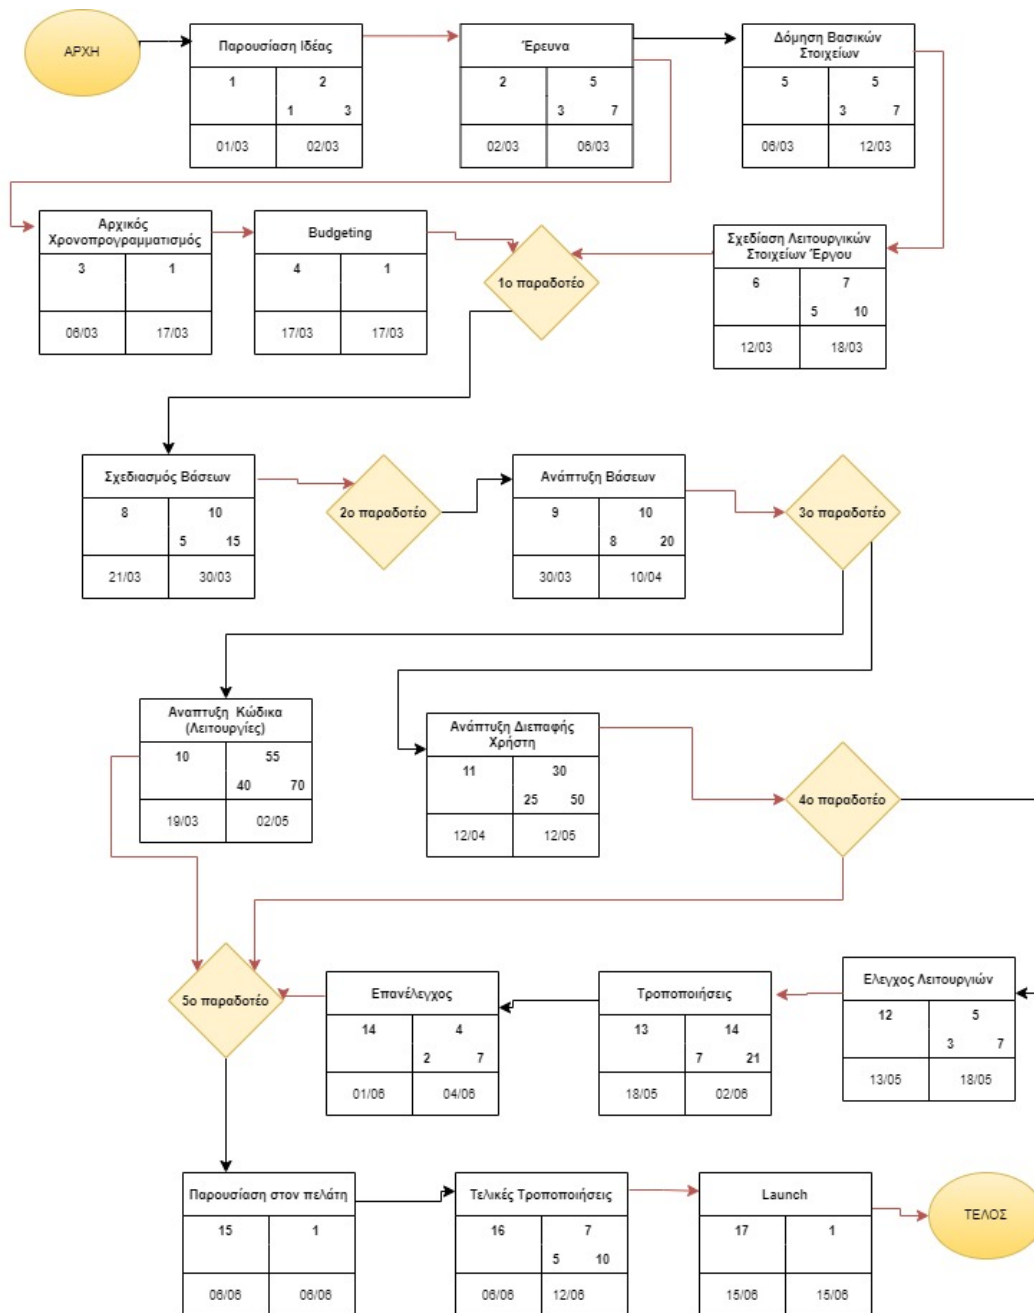 ΑΡΧΗ
Παρουσίαση Ιδέας
1 2
1 3
01/03 02/03
Έρευνα
2 5
3 7
02/03 06/03
Δόμηση Βασικών
Στοιχείων
5 5
3 7
06/03 12/03
Αρχικός
Χρονοπρογραμματισμός
3 1
06/03 17/03
Budgeting
4 1
17/03 17/03
1ο παραδοτέο
Σχεδίαση Λειτουργικών
Στοιχείων Έργου
6 7
5 10
12/03 18/03
Σχεδιασμός Βάσεων
8 10
5 15
21/03 30/03
2ο παραδοτέο
Ανάπτυξη Βάσεων
9 10
8 20
30/03 10/04
3ο παραδοτέο
Αναπτυξη Κώδικα
(Λειτουργίες)
10 55
40 70
19/03 02/05
Ανάπτυξη Διεπαφής
Χρήστη
11 30
25 50
12/04 12/05
4ο παραδοτέο
5ο παραδοτέο
Επανέλεγχος
14 4
2 7
01/06 04/06
Τροποποιήσεις
13 14
7 21
18/05 02/06
Ελεγχος Λειτουργιών
12 5
3 7
13/05 18/05
Παρουσίαση στον πελάτη
15 1
06/06 06/06
Τελικές Τροποποιήσεις
16 7
5 10
06/06 12/06
Launch
17 1
15/06 15/06
ΤΕΛΟΣ